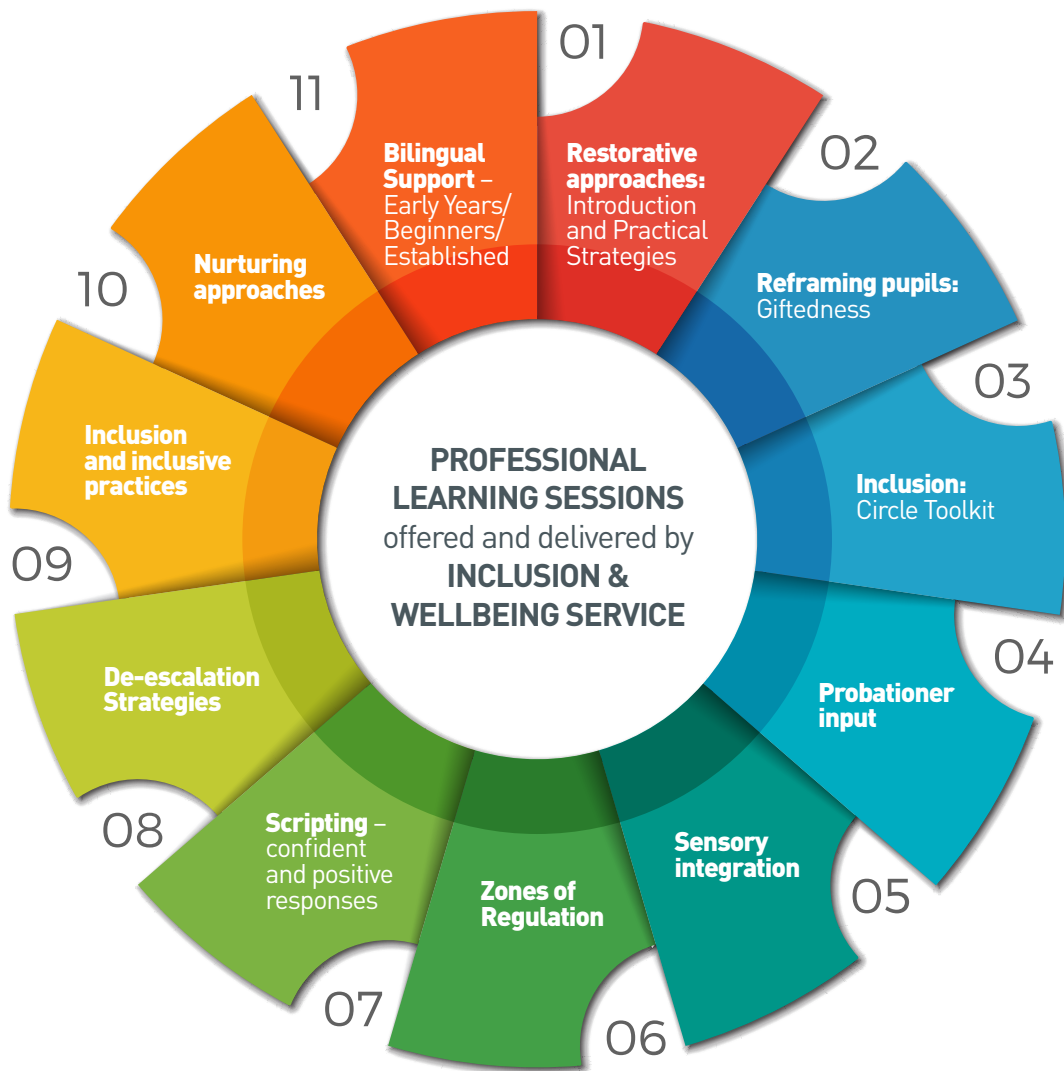 PROFESSIONAL
LEARNING SESSIONS
offered and delivered by
INCLUSION &
WELLBEING SERVICE
01
Restorative
approaches:
Introduction
and Practical
Strategies
02
Reframing pupils:
Giftedness
03
Inclusion:
Circle Toolkit
04
Probationer
input
05
Sensory
integration
06
Zones of
Regulation
07
Scripting –
confident
and positive
responses
08
De-escalation
Strategies
09
Inclusion
and inclusive
practices
10
Nurturing
approaches
11
Bilingual
Support –
Early Years/
Beginners/
Established